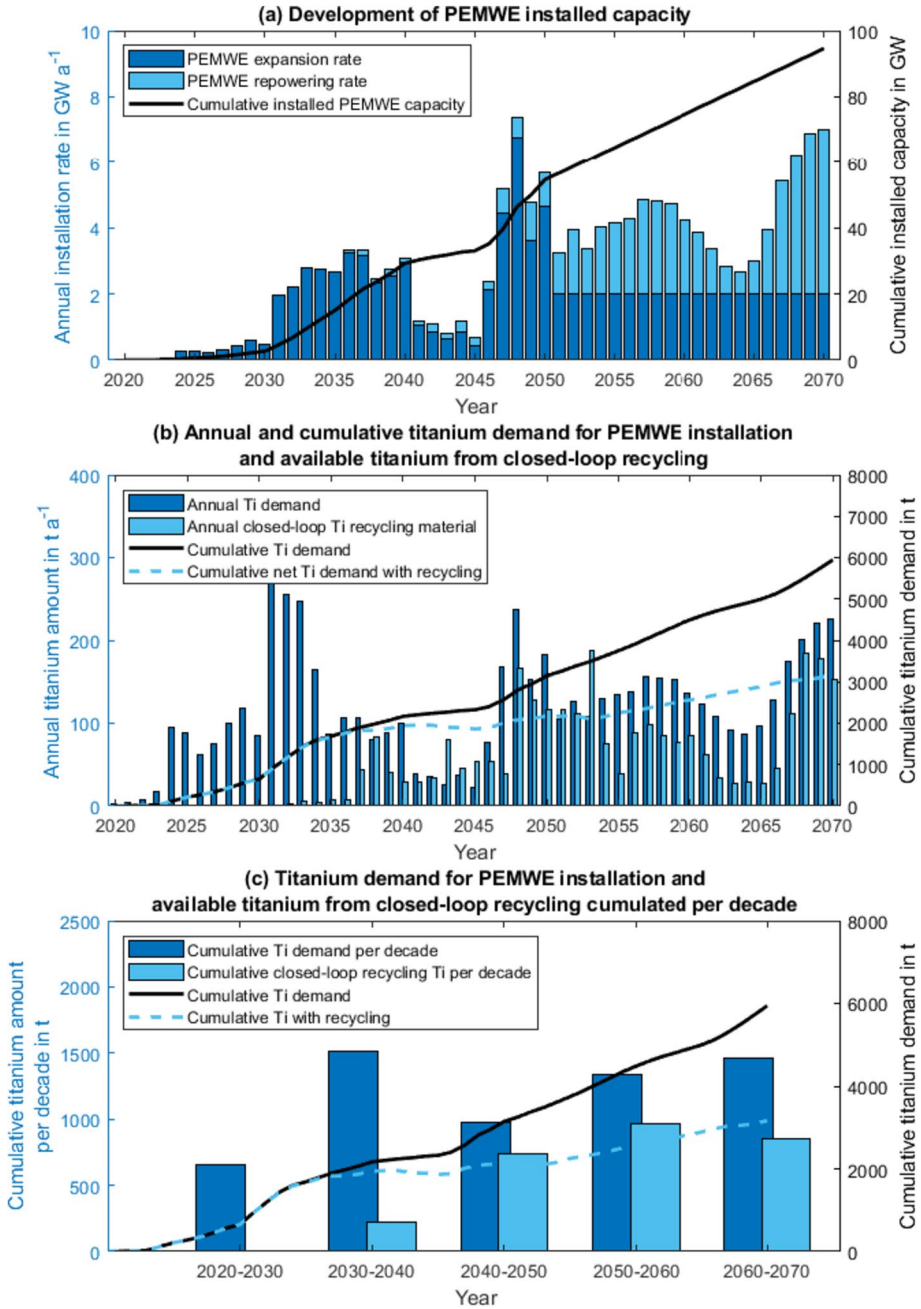 (a) Development of PEMWE installed capacity
Annual installation rate in GW a⁻¹
10
8
6
4
2
0
PEMWE expansion rate
PEMWE repowering rate
Cumulative installed PEMWE capacity
100
80
60
40
20
0
Cumulative installed capacity in GW
2020 2025 2030 2035 2040 2045 2050 2055 2060 2065 2070
Year
(b) Annual and cumulative titanium demand for PEMWE installation
and available titanium from closed-loop recycling
Annual titanium amount in t a⁻¹
400
300
200
100
0
Annual Ti demand
Annual closed-loop Ti recycling material
Cumulative Ti demand
Cumulative net Ti demand with recycling
8000
7000
6000
5000
4000
3000
2000
1000
0
Cumulative titanium demand in t
2020 2025 2030 2035 2040 2045 2050 2055 2060 2065 2070
Year
(c) Titanium demand for PEMWE installation and
available titanium from closed-loop recycling cumulated per decade
Cumulative titanium amount
per decade in t
2500
2000
1500
1000
500
0
Cumulative Ti demand per decade
Cumulative closed-loop recycling Ti per decade
Cumulative Ti demand
Cumulative Ti with recycling
8000
6000
4000
2000
0
Cumulative titanium demand in t
2020-2030 2030-2040 2040-2050 2050-2060 2060-2070
Year